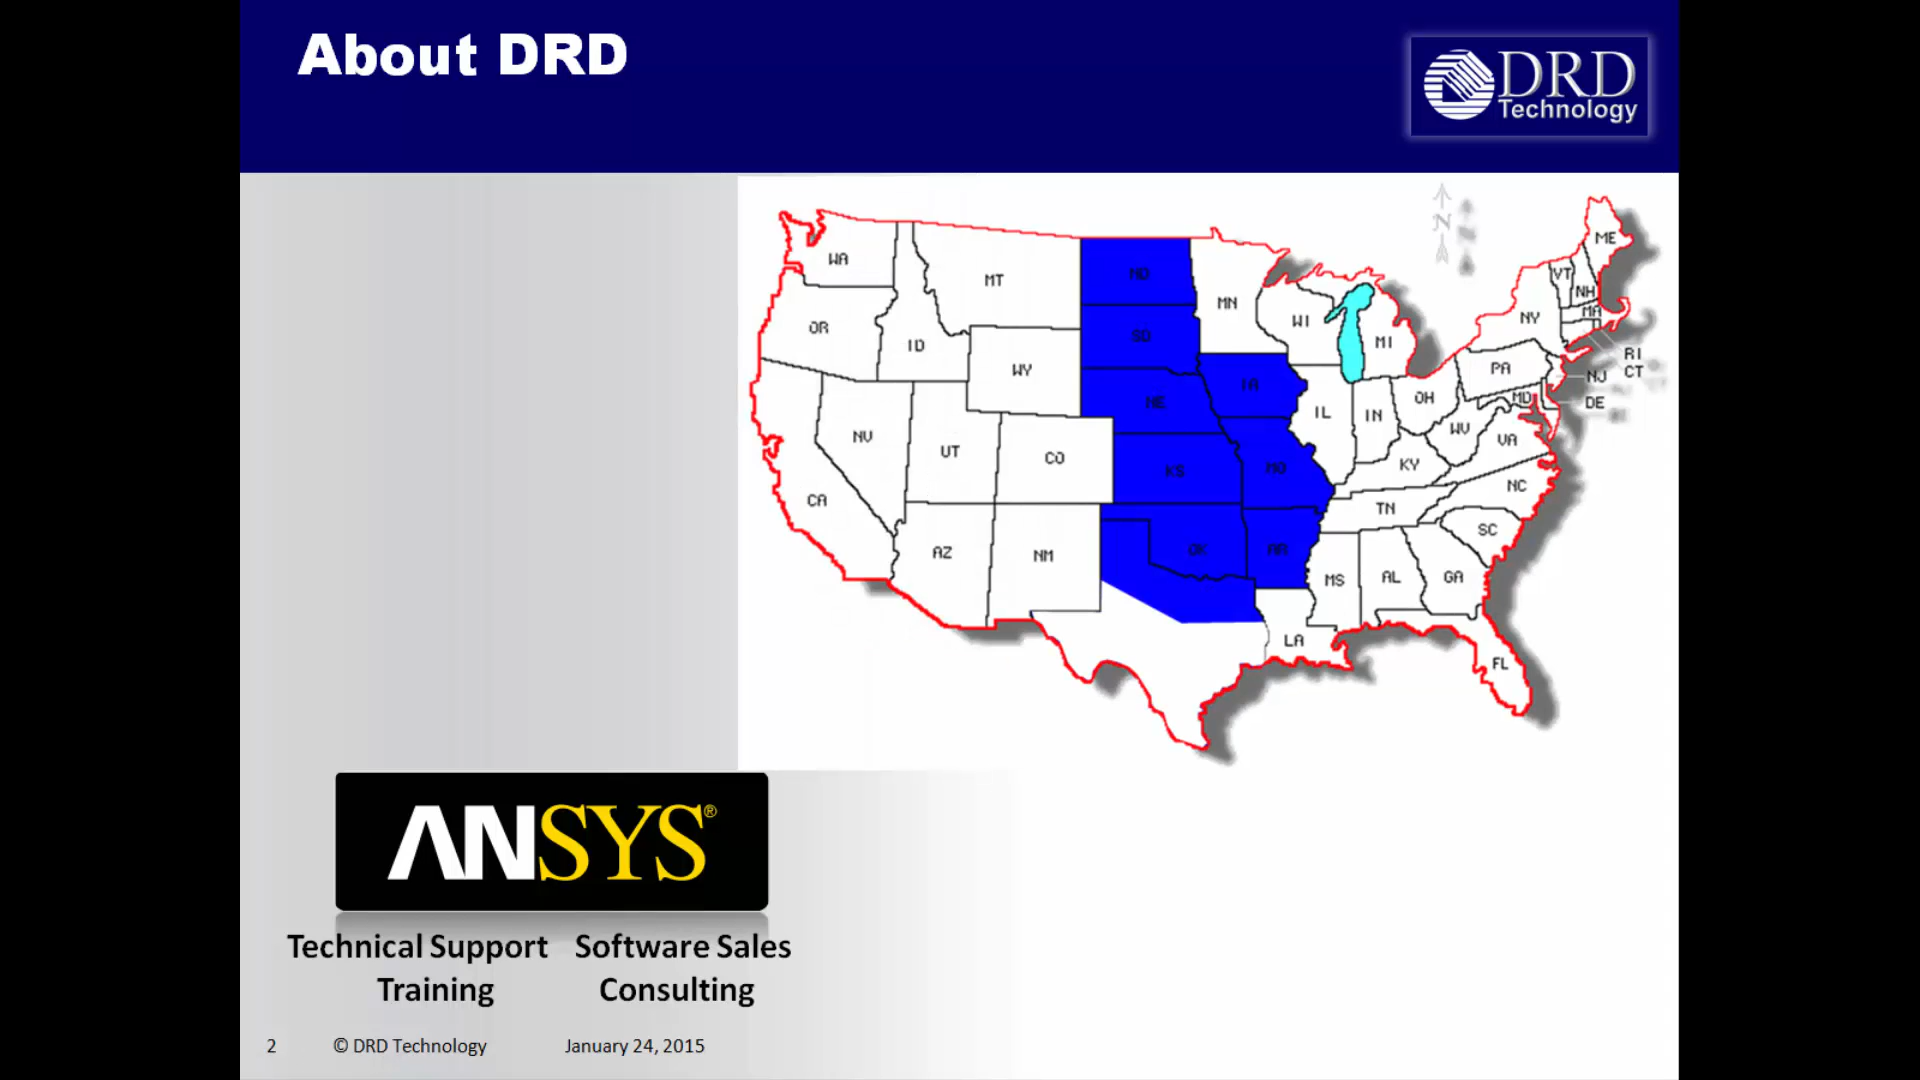 About DRD
DRD
Technology
N
WA
MT
ND
MN
ME
VT
NH
OR
ID
SD
WI
MI
NY
MA
WY
IA
PA
RI
CT
NJ
NE
IL
IN
OH
MD
DE
NV
UT
CO
KS
MO
KY
WV
VA
CA
AZ
NM
OK
AR
TN
NC
SC
MS
AL
GA
LA
FL
ANSYS®
Technical Support Software Sales
Training Consulting
2 © DRD Technology January 24, 2015